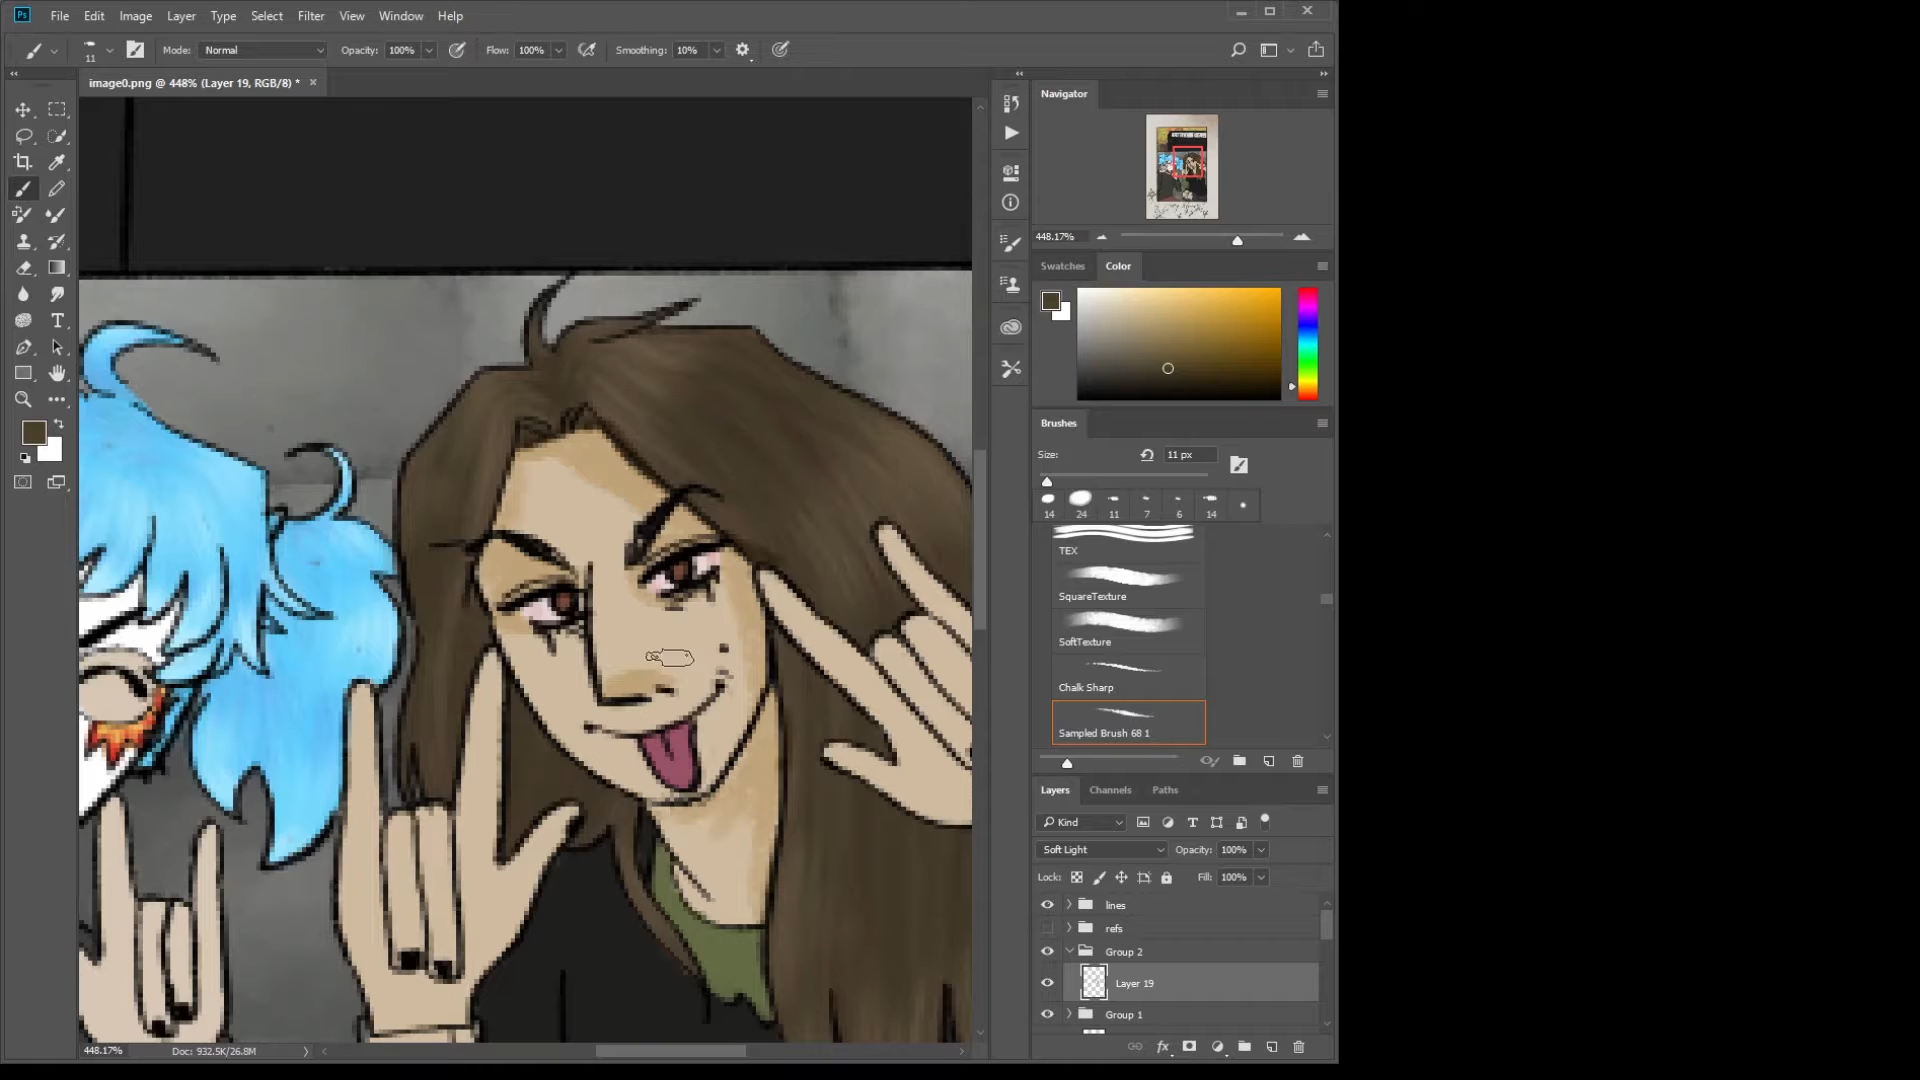 Ps File Edit Image Layer Type Select Filter View Window Help
11 Mode: Normal Opacity: 100% Flow: 100% Smoothing: 10%
image0.png @ 448% (Layer 19, RGB/8) *
Navigator
448.17%
Swatches Color
Brushes
Size: 11 px
14 24 11 7 6 14
TEX
SquareTexture
SoftTexture
Chalk Sharp
Sampled Brush 68 1
Layers Channels Paths
Kind
Soft Light Opacity: 100%
Lock: Fill: 100%
lines
refs
Group 2
Layer 19
Group 1
448.17% Doc: 932.5K/26.8M